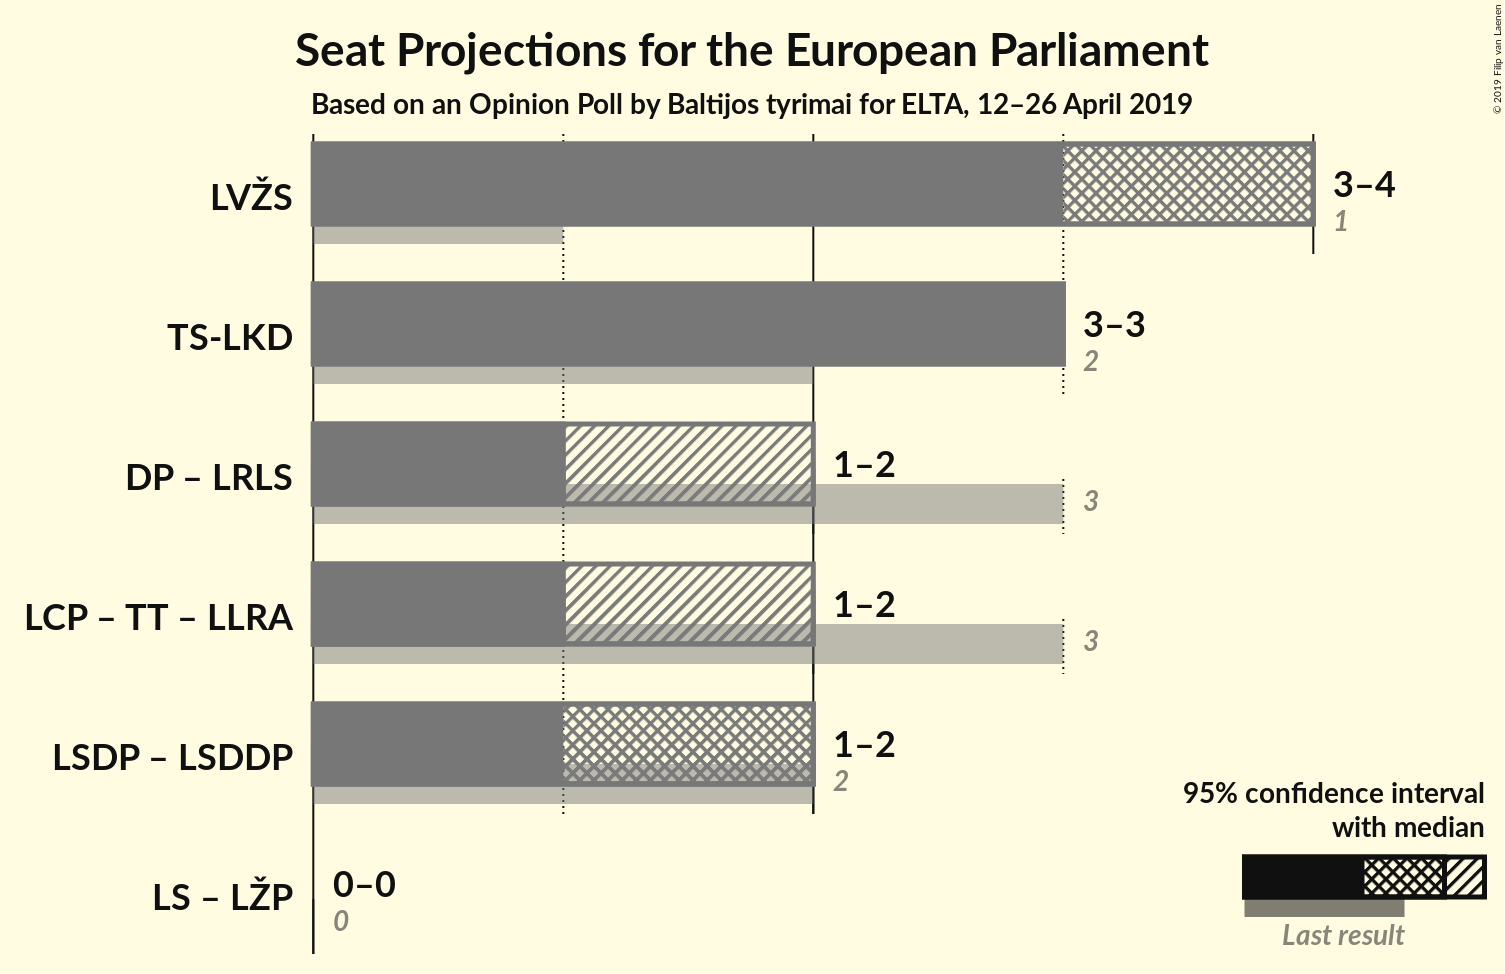 Seat Projections for the European Parliament
Based on an Opinion Poll by Baltijos tyrimai for ELTA, 12–26 April 2019
© 2019 Filip van Laenen
LVŽS
3–4
1
TS-LKD
3–3
2
DP – LRLS
1–2
3
LCP – TT – LLRA
1–2
3
LSDP – LSDDP
1–2
2
LS – LŽP
0–0
0
95% confidence interval
with median
Last result